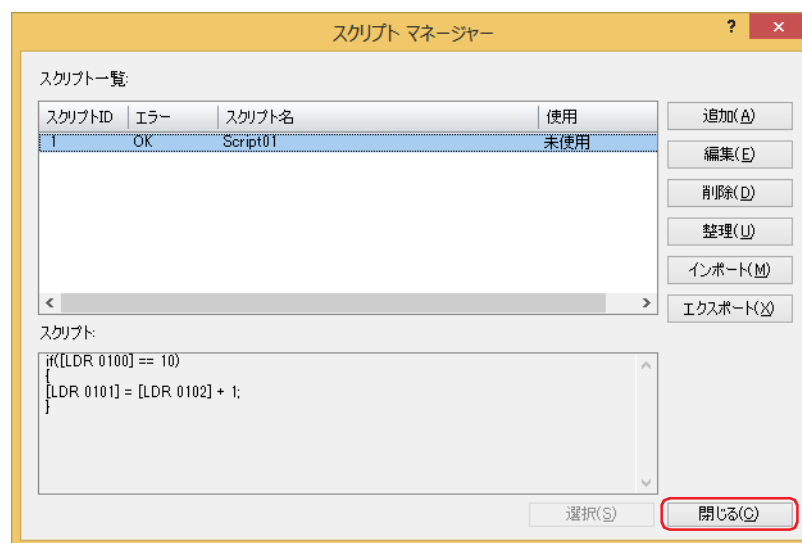 スクリプト マネージャー
? ×
スクリプト一覧:
スクリプトID エラー スクリプト名 使用
1 OK Script01 未使用
追加(A)
編集(E)
削除(D)
整理(U)
インポート(M)
エクスポート(X)
スクリプト:
if([LDR 0100] == 10)
{
[LDR 0101] = [LDR 0102] + 1;
}
選択(S)
閉じる(C)